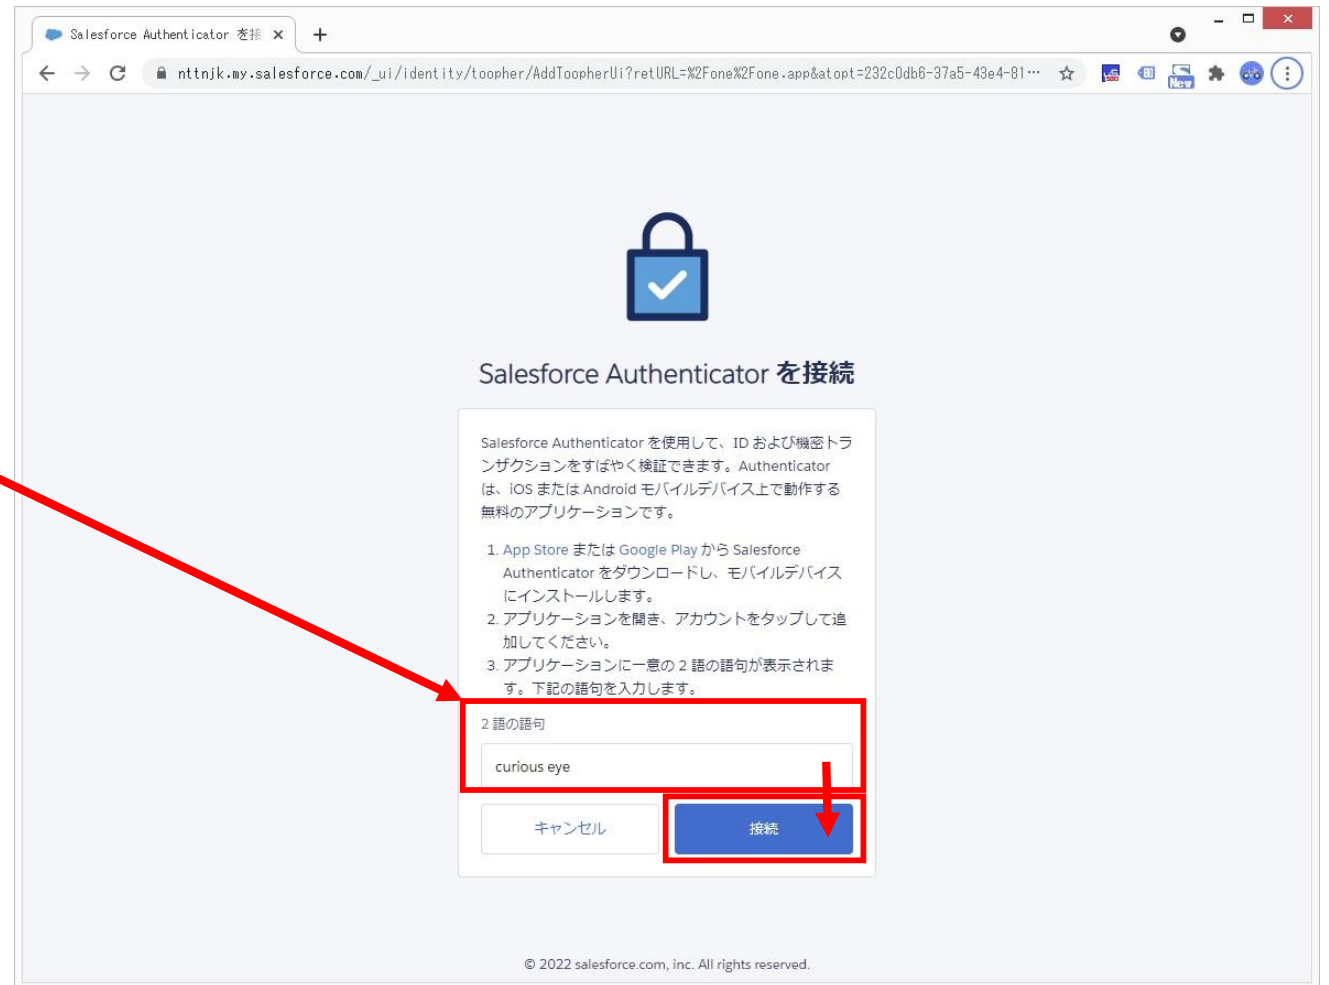 Salesforce Authenticator を接
nttnjk.my.salesforce.com/_ui/identity/toopher/AddToopherUi?retURL=%2Fone%2Fone.app&atopt=232c0db6-37a5-43e4-81…
New
Salesforce Authenticator を接続
Salesforce Authenticator を使用して、ID および機密トラ
ンザクションをすばやく検証できます。Authenticator
は、iOS または Android モバイルデバイス上で動作する
無料のアプリケーションです。
1. App Store または Google Play から Salesforce
Authenticator をダウンロードし、モバイルデバイス
にインストールします。
2. アプリケーションを開き、アカウントをタップして追
加してください。
3. アプリケーションに一意の 2 語の語句が表示されま
す。下記の語句を入力します。
2 語の語句
curious eye
キャンセル
接続
© 2022 salesforce.com, inc. All rights reserved.